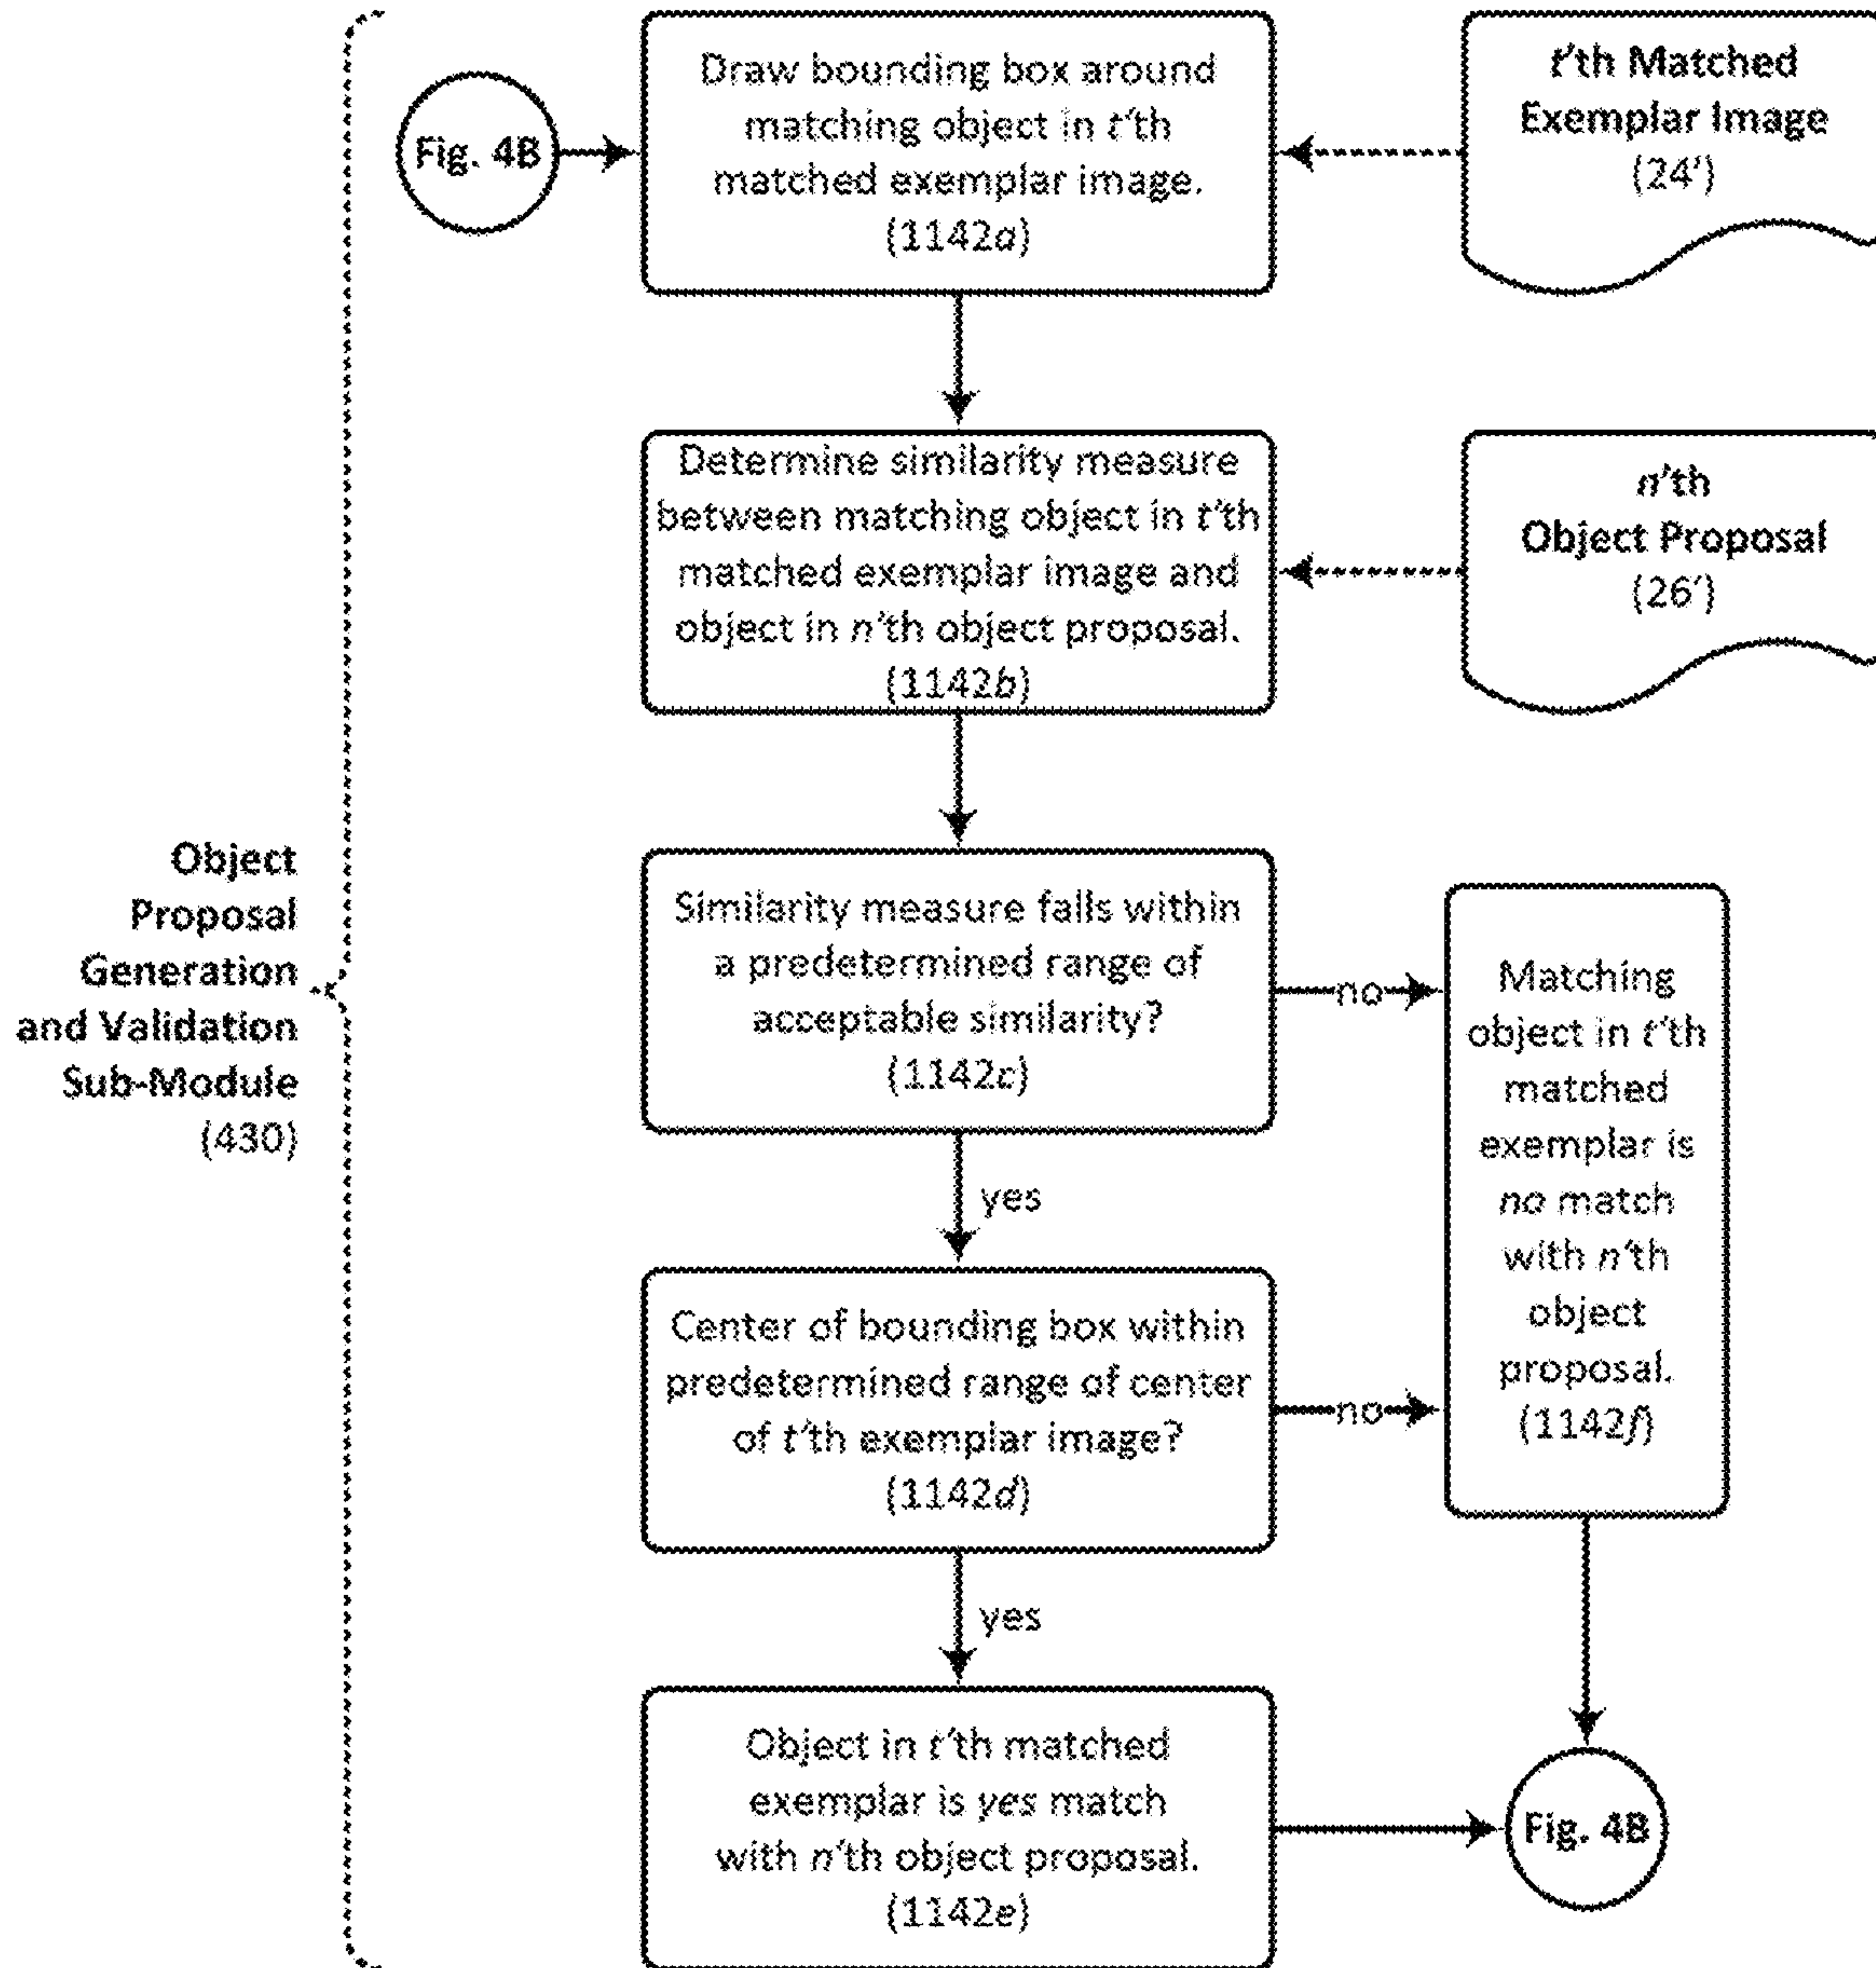 Fig. 4B
Draw bounding box around
matching object in t'th
matched exemplar image.
(1142a)
t'th Matched
Exemplar Image
(24')
Determine similarity measure
between matching object in t'th
matched exemplar image and
object in n'th object proposal.
(1142b)
n'th
Object Proposal
(26')
Object
Proposal
Generation
and Validation
Sub-Module
(430)
Similarity measure falls within
a predetermined range of
acceptable similarity?
(1142c)
no
yes
Matching
object in t'th
matched
exemplar is
no match
with n'th
object
proposal.
(1142f)
Center of bounding box within
predetermined range of center
of t'th exemplar image?
(1142d)
no
yes
Object in t'th matched
exemplar is yes match
with n'th object proposal.
(1142e)
Fig. 4B